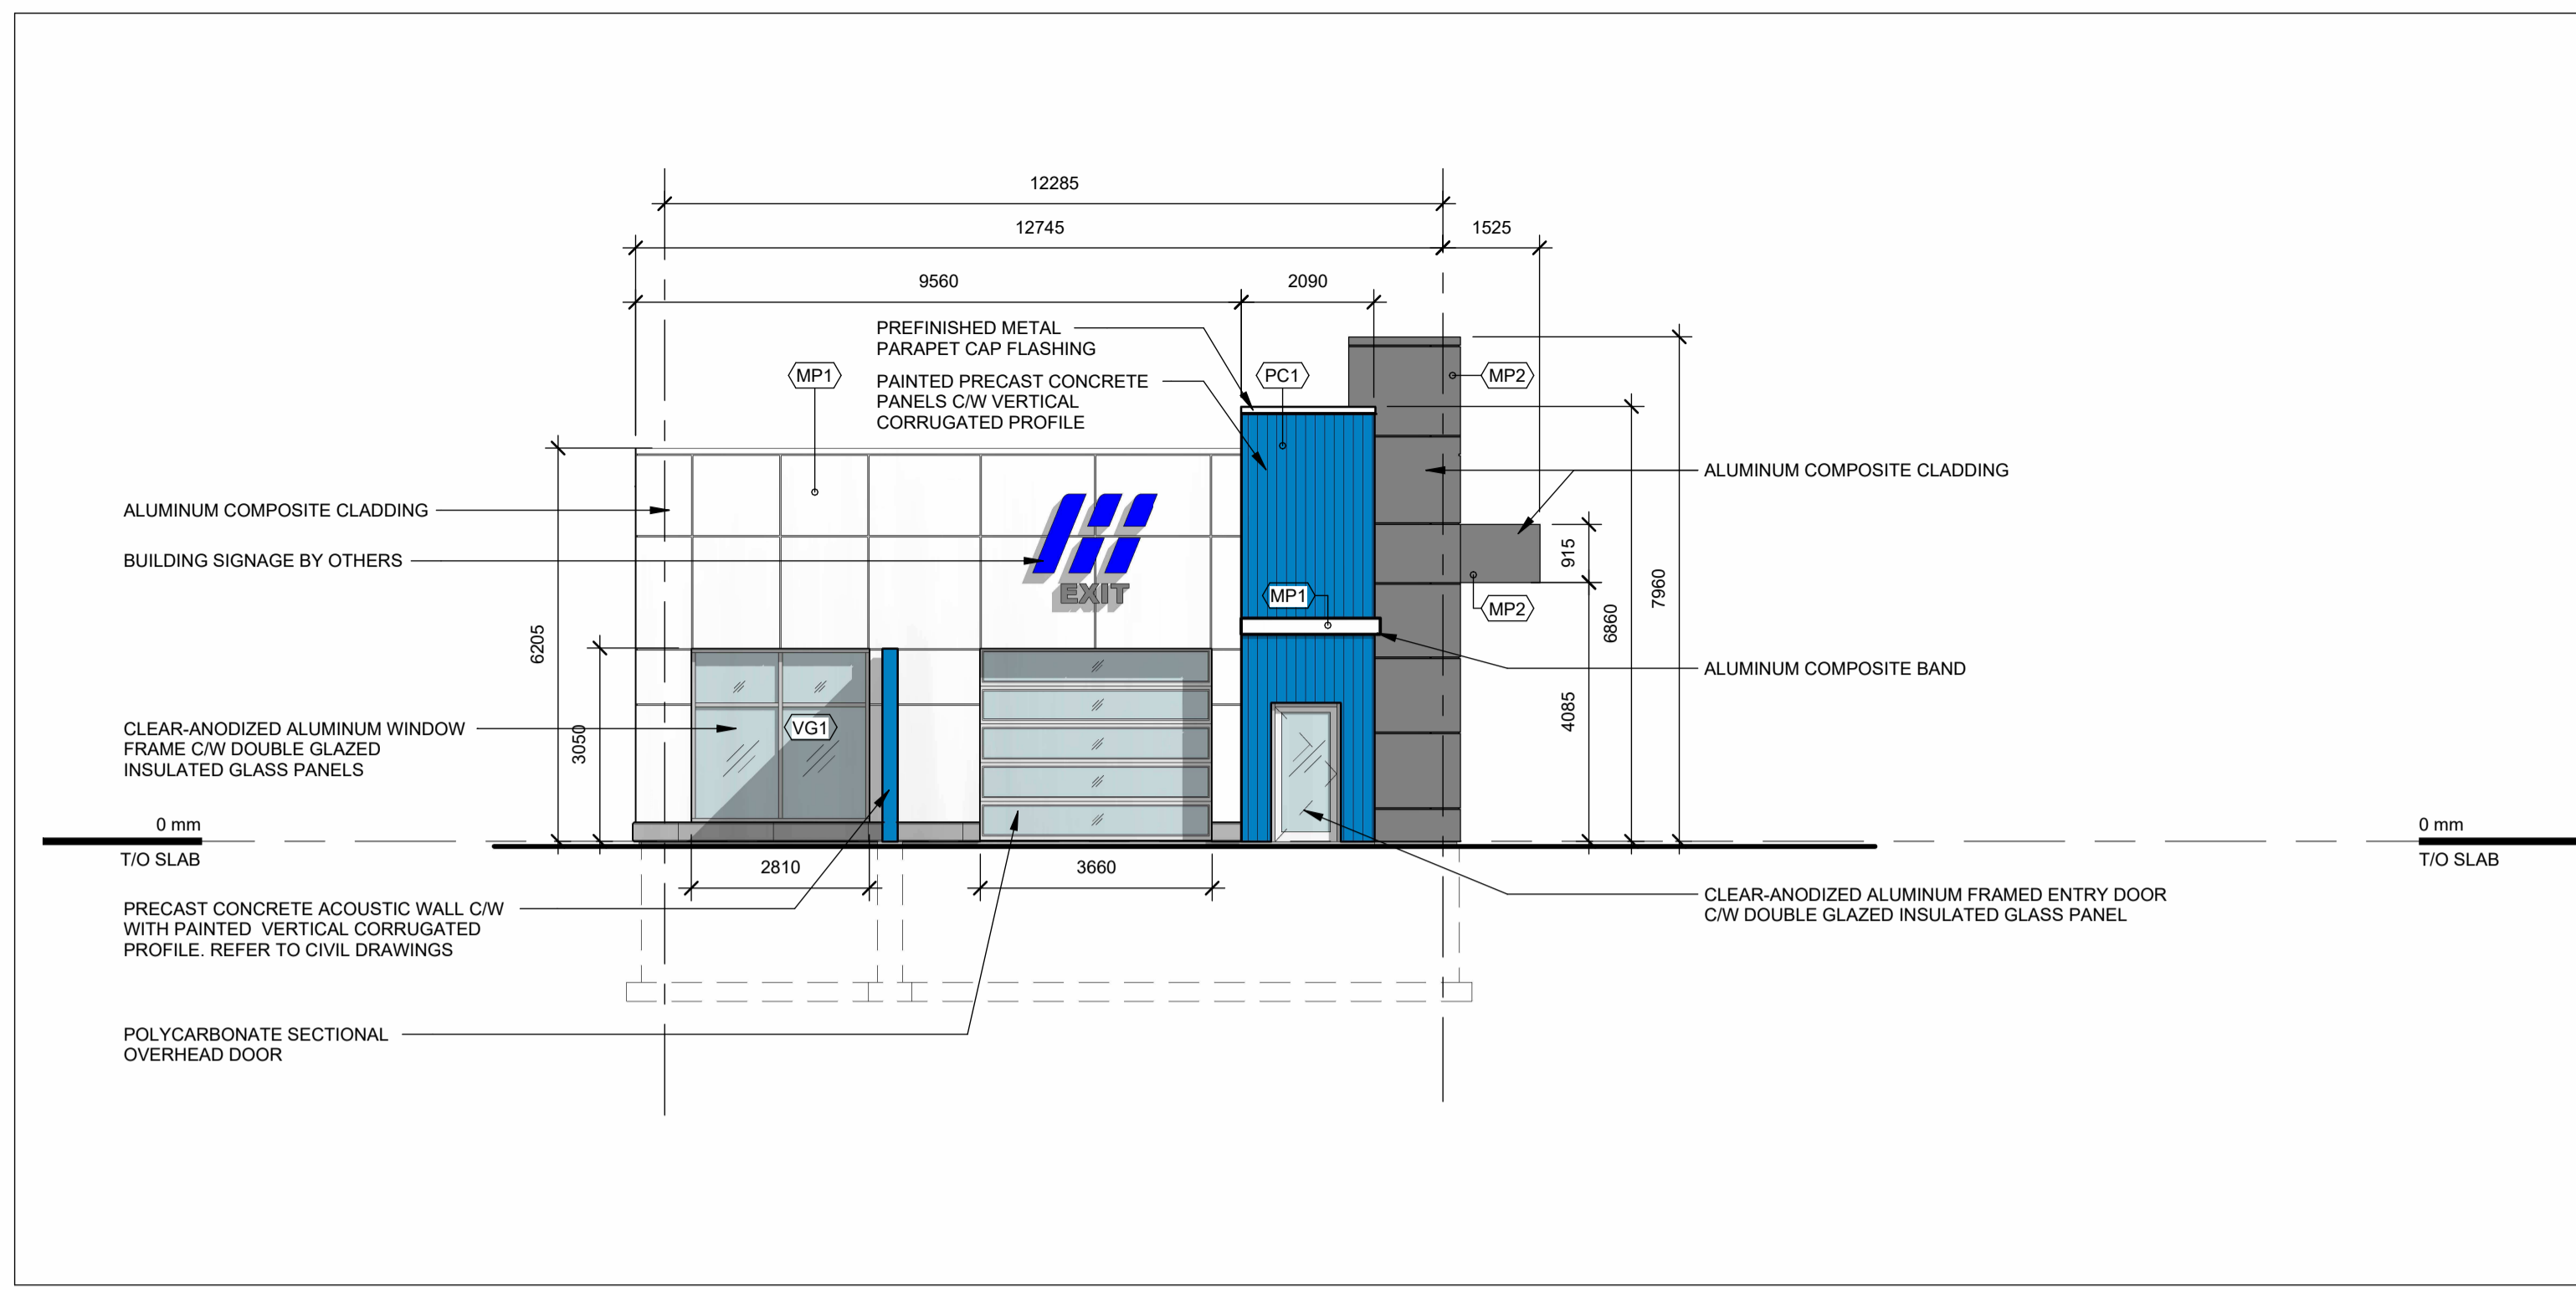 12285
12745
1525
9560
2090
PREFINISHED METAL
PARAPET CAP FLASHING
MP1
PAINTED PRECAST CONCRETE
PANELS C/W VERTICAL
CORRUGATED PROFILE
PC1
MP2
ALUMINUM COMPOSITE CLADDING
ALUMINUM COMPOSITE CLADDING
BUILDING SIGNAGE BY OTHERS
EXIT
MP1
MP2
915
7960
6860
6205
4085
3050
ALUMINUM COMPOSITE BAND
CLEAR-ANODIZED ALUMINUM WINDOW
FRAME C/W DOUBLE GLAZED
INSULATED GLASS PANELS
VG1
0 mm
T/O SLAB
0 mm
T/O SLAB
2810
3660
PRECAST CONCRETE ACOUSTIC WALL C/W
WITH PAINTED VERTICAL CORRUGATED
PROFILE. REFER TO CIVIL DRAWINGS
CLEAR-ANODIZED ALUMINUM FRAMED ENTRY DOOR
C/W DOUBLE GLAZED INSULATED GLASS PANEL
POLYCARBONATE SECTIONAL
OVERHEAD DOOR